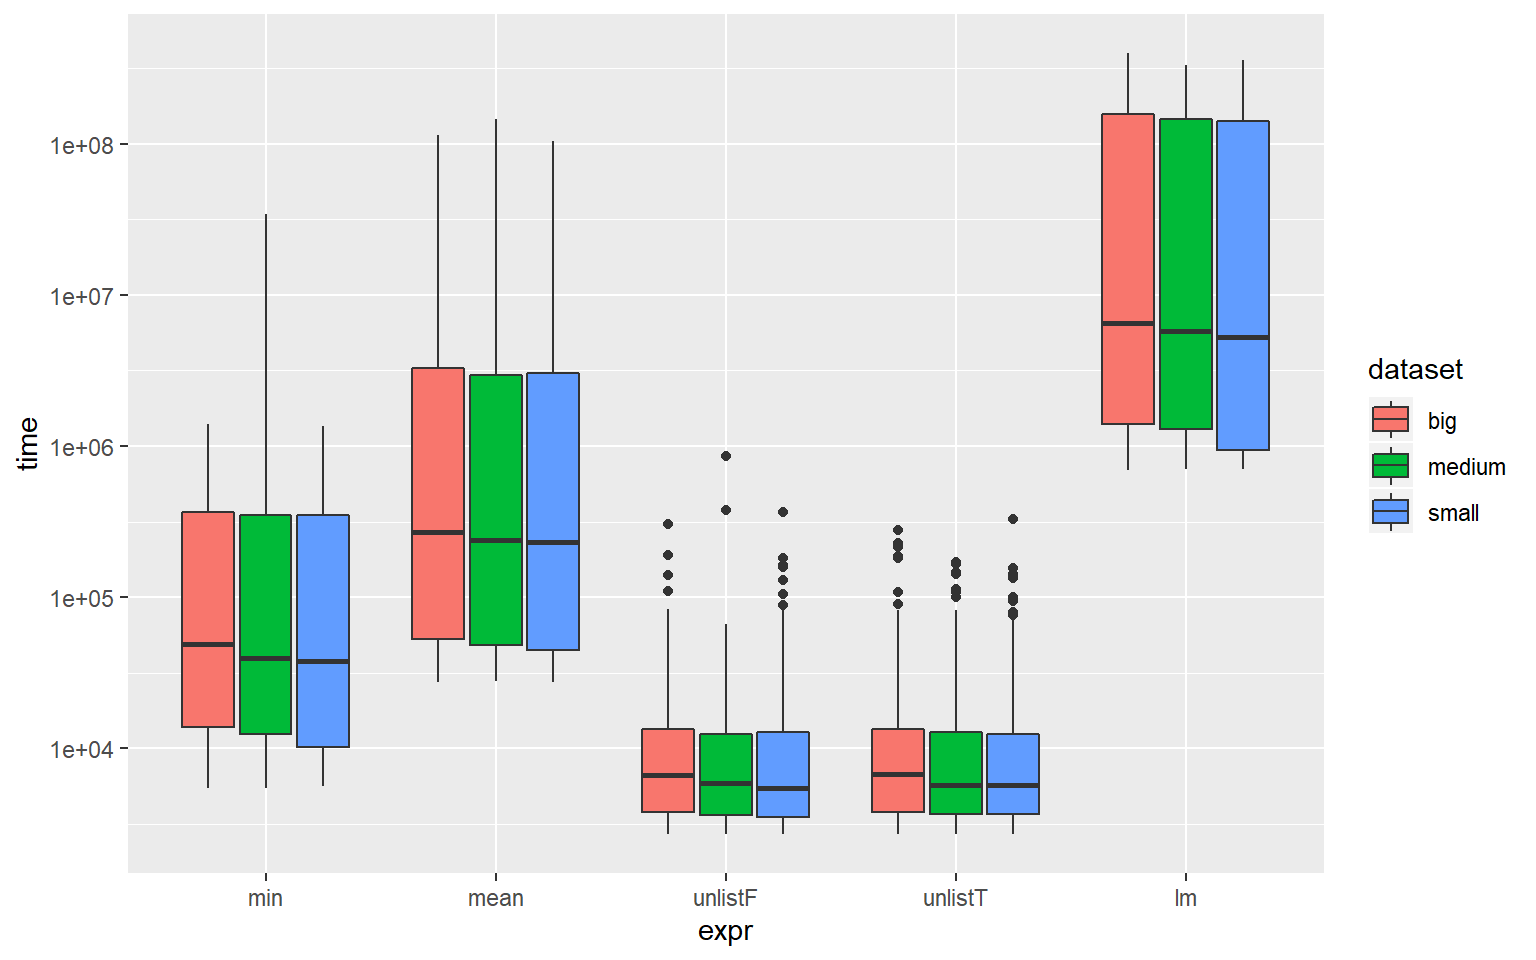 time
1e+08
1e+07
1e+06
1e+05
1e+04
min
mean
unlistF
unlistT
lm
expr
dataset
big
medium
small